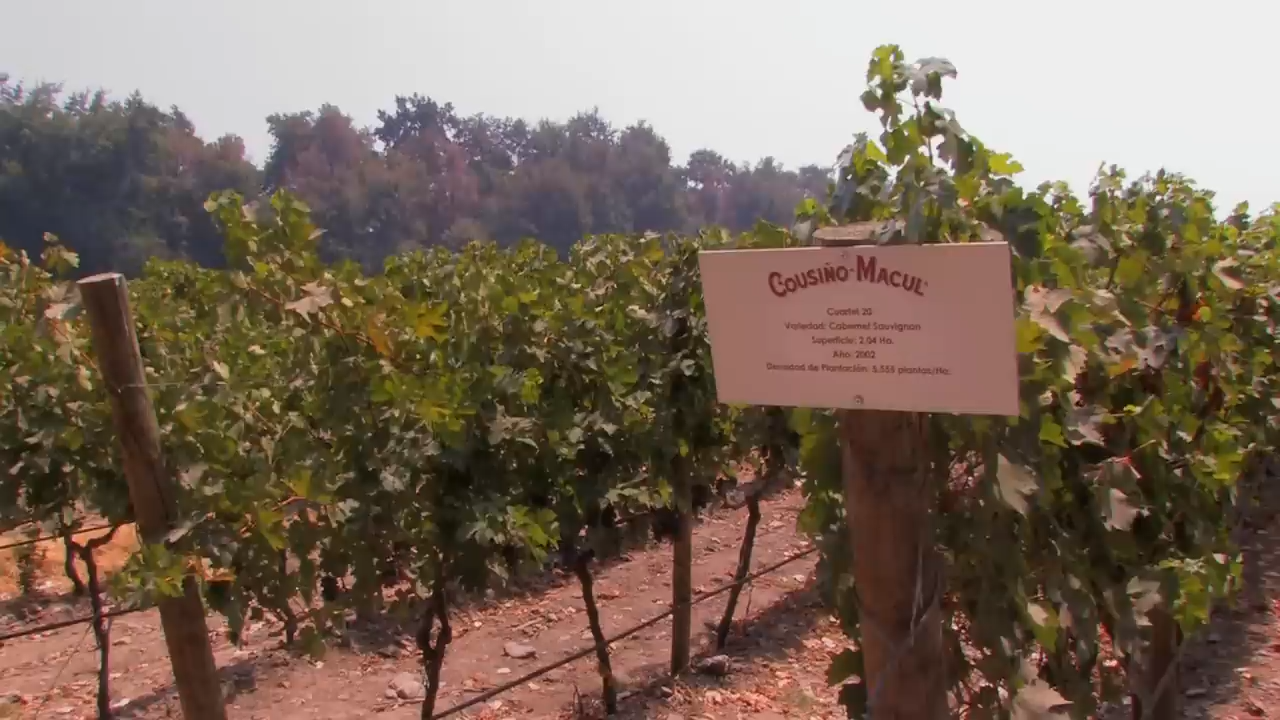 Cousiño-Macul
Cuartel 20
Variedad: Cabernet Sauvignon
Superficie: 2,04 Ha.
Año: 2002
Densidad de Plantación: 5.555 plantas/Ha.